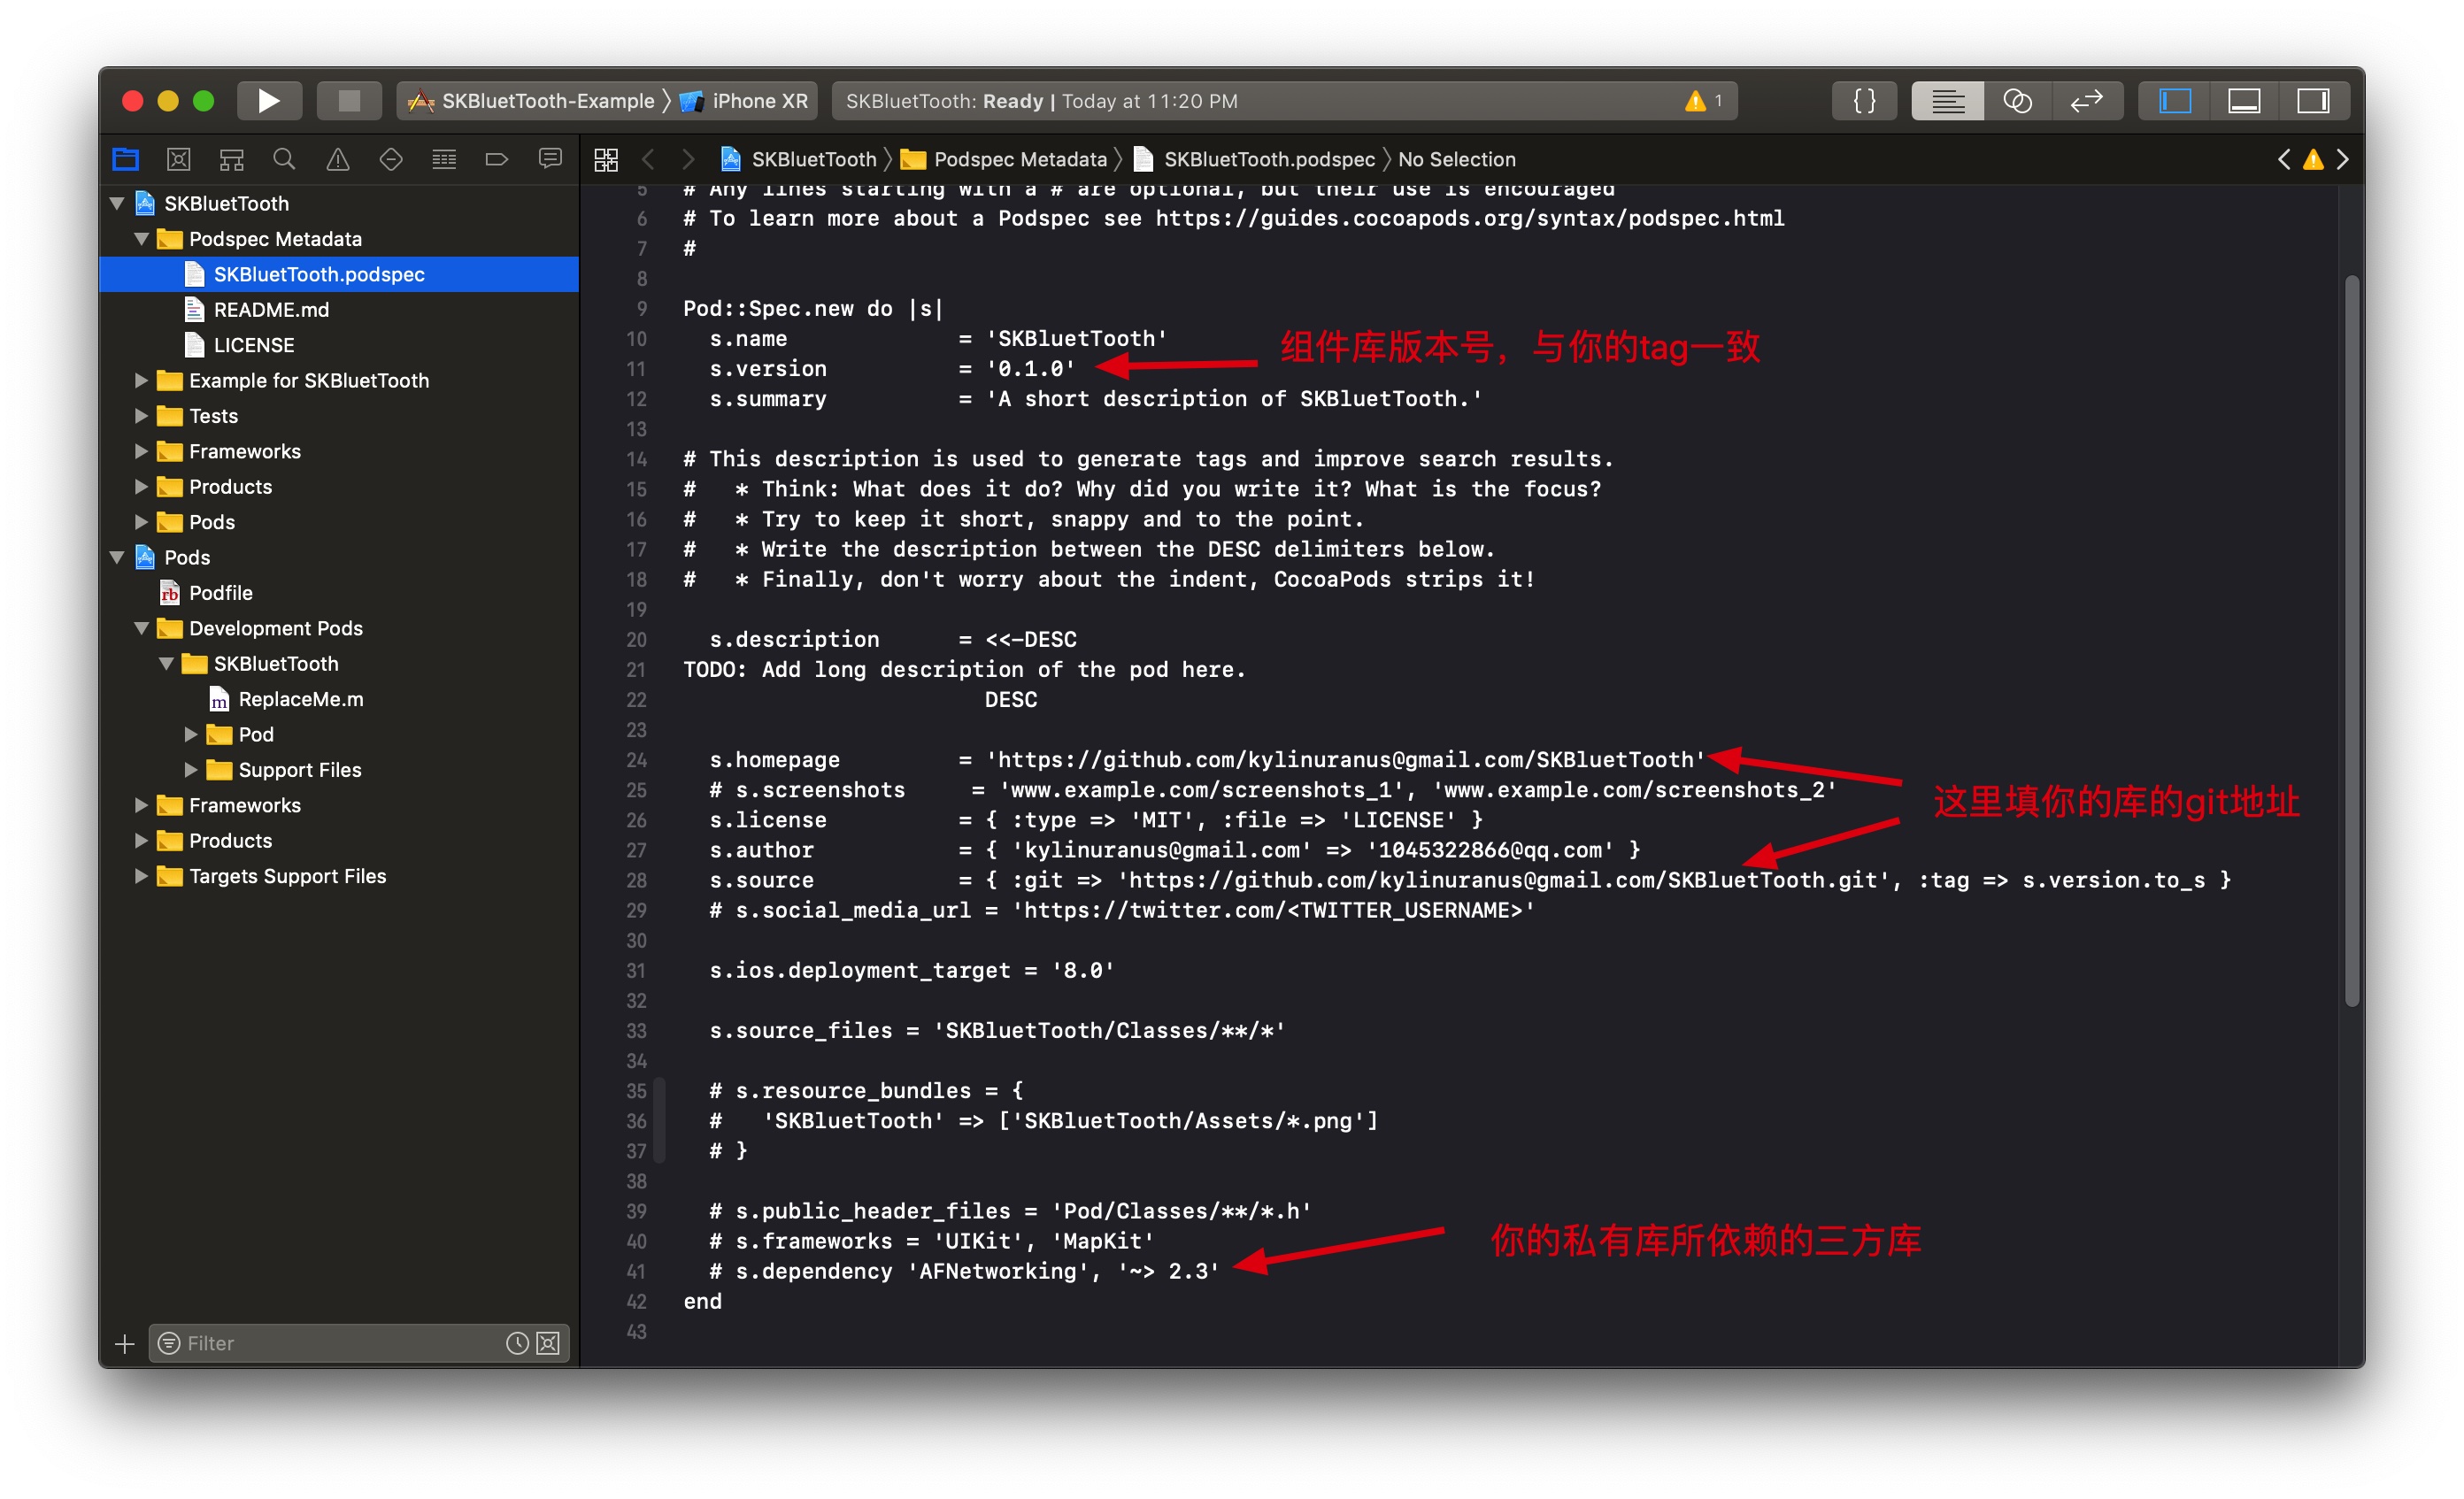 SKBluetTooth-Example 〉 iPhone XR
SKBluetTooth: Ready | Today at 11:20 PM
1
{ }
SKBluetTooth 〉 Podspec Metadata 〉 SKBluetTooth.podspec 〉 No Selection
SKBluetTooth
Podspec Metadata
SKBluetTooth.podspec
README.md
LICENSE
Example for SKBluetTooth
Tests
Frameworks
Products
Pods
Pods
rb Podfile
Development Pods
SKBluetTooth
m ReplaceMe.m
Pod
Support Files
Frameworks
Products
Targets Support Files
Filter
5 # Any lines starting with a # are optional, but their use is encouraged
6 # To learn more about a Podspec see https://guides.cocoapods.org/syntax/podspec.html
7 #
8
9 Pod::Spec.new do |s|
10   s.name             = 'SKBluetTooth'
11   s.version          = '0.1.0'
组件库版本号，与你的tag一致
12   s.summary          = 'A short description of SKBluetTooth.'
13
14 # This description is used to generate tags and improve search results.
15 #   * Think: What does it do? Why did you write it? What is the focus?
16 #   * Try to keep it short, snappy and to the point.
17 #   * Write the description between the DESC delimiters below.
18 #   * Finally, don't worry about the indent, CocoaPods strips it!
19
20   s.description      = <<-DESC
21 TODO: Add long description of the pod here.
22                        DESC
23
24   s.homepage         = 'https://github.com/kylinuranus@gmail.com/SKBluetTooth'
25   # s.screenshots     = 'www.example.com/screenshots_1', 'www.example.com/screenshots_2'
这里填你的库的git地址
26   s.license          = { :type => 'MIT', :file => 'LICENSE' }
27   s.author           = { 'kylinuranus@gmail.com' => '1045322866@qq.com' }
28   s.source           = { :git => 'https://github.com/kylinuranus@gmail.com/SKBluetTooth.git', :tag => s.version.to_s }
29   # s.social_media_url = 'https://twitter.com/<TWITTER_USERNAME>'
30
31   s.ios.deployment_target = '8.0'
32
33   s.source_files = 'SKBluetTooth/Classes/**/*'
34
35   # s.resource_bundles = {
36   #   'SKBluetTooth' => ['SKBluetTooth/Assets/*.png']
37   # }
38
39   # s.public_header_files = 'Pod/Classes/**/*.h'
40   # s.frameworks = 'UIKit', 'MapKit'
你的私有库所依赖的三方库
41   # s.dependency 'AFNetworking', '~> 2.3'
42 end
43